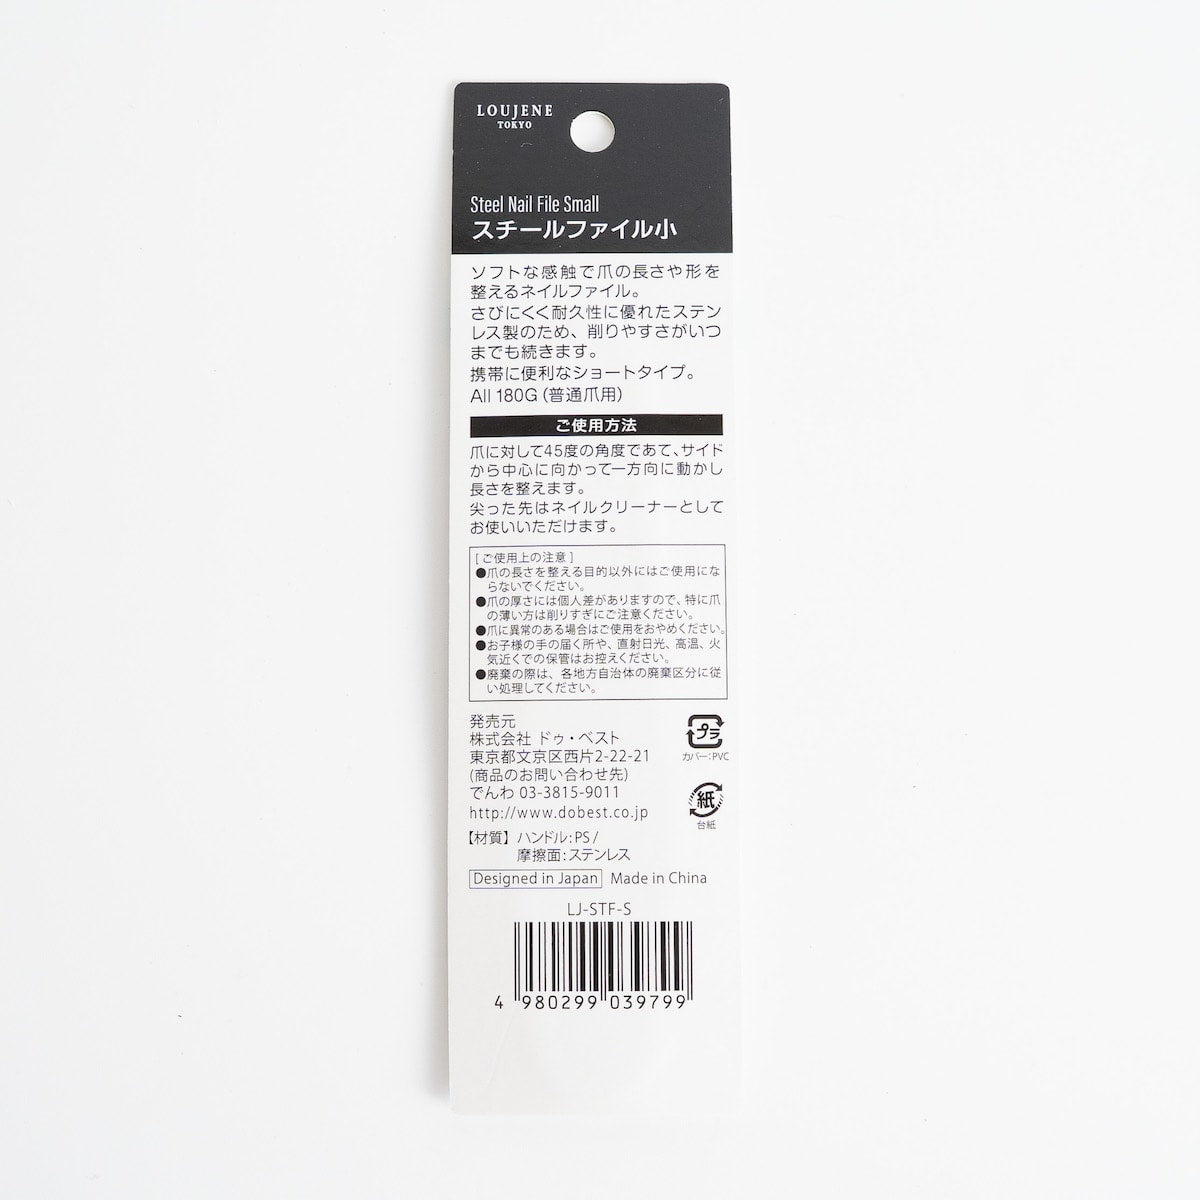 LOUJENE
TOKYO
Steel Nail File Small
スチールファイル小
ソフトな感触で爪の長さや形を
整えるネイルファイル。
さびにくく耐久性に優れたステン
レス製のため、削りやすさがいつ
までも続きます。
携帯に便利なショートタイプ。
All 180G (普通爪用)
ご使用方法
爪に対して45度の角度であて、サイド
から中心に向かって一方向に動かし
長さを整えます。
尖った先はネイルクリーナーとして
お使いいただけます。
[ご使用上の注意]
●爪の長さを整える目的以外にはご使用にな
らないでください。
●爪の厚さには個人差がありますので、特に爪
の薄い方は削りすぎにご注意ください。
●爪に異常のある場合はご使用をおやめください。
●お子様の手の届く所や、直射日光、高温、火
気近くでの保管はお控えください。
●廃棄の際は、各地方自治体の廃棄区分に従
い処理してください。
発売元
株式会社 ドゥ・ベスト
東京都文京区西片2-22-21
(商品のお問い合わせ先)
でんわ 03-3815-9011
http://www.dobest.co.jp
プラ
カバー:PVC
紙
台紙
【材質】ハンドル:PS/
摩擦面:ステンレス
Designed in Japan Made in China
LJ-STF-S
4 980299 039799